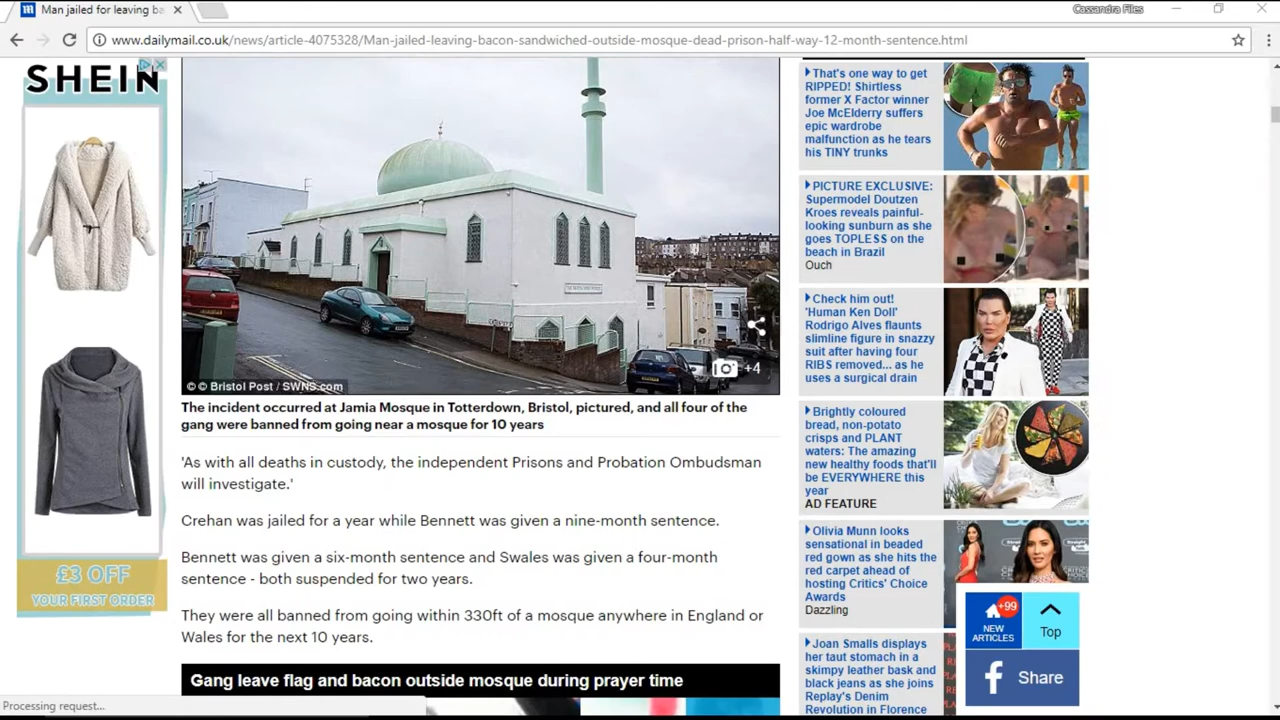 Man jailed for leaving ba
Cassandra Files
www.dailymail.co.uk/news/article-4075328/Man-jailed-leaving-bacon-sandwiched-outside-mosque-dead-prison-half-way-12-month-sentence.html
SHEIN
£3 OFF
YOUR FIRST ORDER
© © Bristol Post / SWNS.com
+4
The incident occurred at Jamia Mosque in Totterdown, Bristol, pictured, and all four of the
gang were banned from going near a mosque for 10 years
'As with all deaths in custody, the independent Prisons and Probation Ombudsman
will investigate.'
Crehan was jailed for a year while Bennett was given a nine-month sentence.
Bennett was given a six-month sentence and Swales was given a four-month
sentence - both suspended for two years.
They were all banned from going within 330ft of a mosque anywhere in England or
Wales for the next 10 years.
Gang leave flag and bacon outside mosque during prayer time
That's one way to get
RIPPED! Shirtless
former X Factor winner
Joe McElderry suffers
epic wardrobe
malfunction as he tears
his TINY trunks
PICTURE EXCLUSIVE:
Supermodel Doutzen
Kroes reveals painful-
looking sunburn as she
goes TOPLESS on the
beach in Brazil
Ouch
Check him out!
'Human Ken Doll'
Rodrigo Alves flaunts
slimline figure in snazzy
suit after having four
RIBS removed... as he
uses a surgical drain
Brightly coloured
bread, non-potato
crisps and PLANT
waters: The amazing
new healthy foods that'll
be EVERYWHERE this
year
AD FEATURE
Olivia Munn looks
sensational in beaded
red gown as she hits the
red carpet ahead of
hosting Critics' Choice
Awards
Dazzling
Joan Smalls displays
her taut stomach in a
skimpy leather bask and
black jeans as she joins
Replay's Denim
Revolution in Florence
+99
NEW
ARTICLES
Top
Share
Processing request...